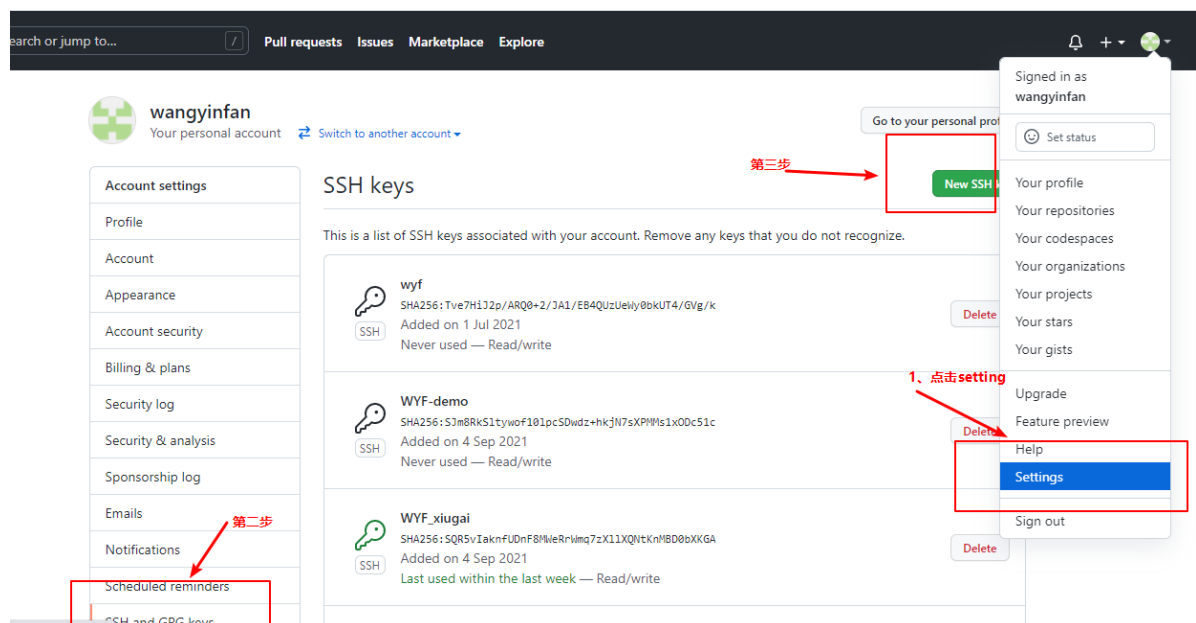 earch or jump to...
/
Pull requests Issues Marketplace Explore
Signed in as
wangyinfan
Set status
Your profile
Your repositories
Your codespaces
Your organizations
Your projects
Your stars
Your gists
Upgrade
Feature preview
Help
Settings
Sign out
wangyinfan
Your personal account
Switch to another account
Go to your personal prof
Account settings
Profile
Account
Appearance
Account security
Billing & plans
Security log
Security & analysis
Sponsorship log
Emails
Notifications
Scheduled reminders
SSH and GPG keys
第二步
SSH keys
第三步
New SSH k
This is a list of SSH keys associated with your account. Remove any keys that you do not recognize.
wyf
SHA256:Tve7HiJ2p/ARQ0+2/JA1/EB4QUzUeWy0bkUT4/GVg/k
Added on 1 Jul 2021
Never used — Read/write
SSH
Delete
1、点击setting
WYF-demo
SHA256:SJm8RkSltywof10lpcSDwdz+hkjN7sXPMMs1xODc51c
Added on 4 Sep 2021
Never used — Read/write
SSH
Delete
WYF_xiugai
SHA256:SQR5vIaknfUDnF8MWeRrWmq7zXl1XQNtKnMBD0bXKGA
Added on 4 Sep 2021
Last used within the last week — Read/write
SSH
Delete